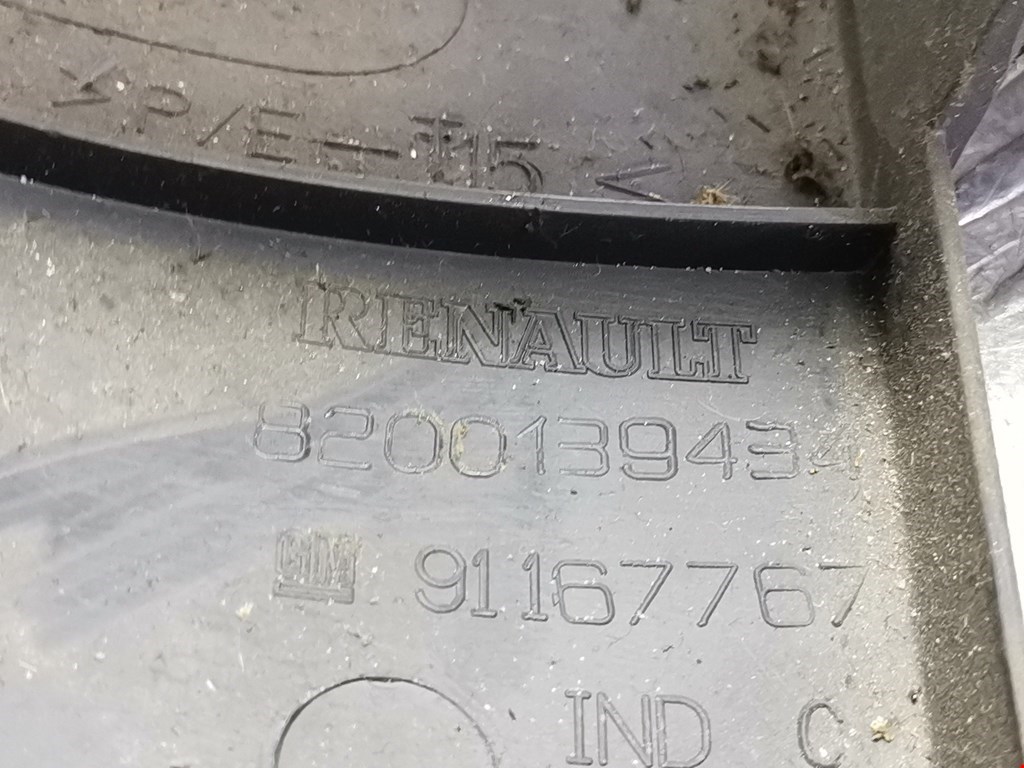 >P/E-T15<
RENAULT
8200139434
GM 91167767
IND C